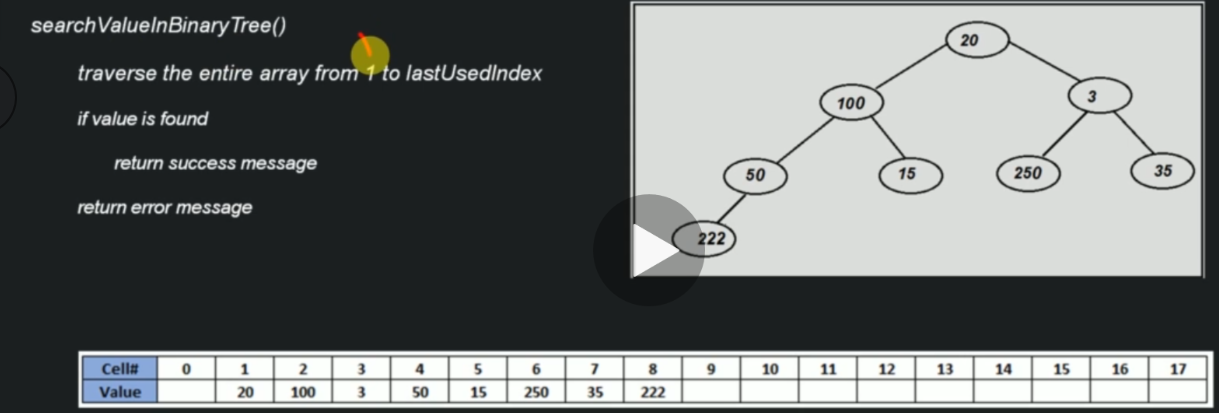 searchValueInBinaryTree()
traverse the entire array from 1 to lastUsedIndex
if value is found
return success message
return error message
20
100 3
50 15 250 35
222
Cell# 0 1 2 3 4 5 6 7 8 9 10 11 12 13 14 15 16 17
Value 20 100 3 50 15 250 35 222